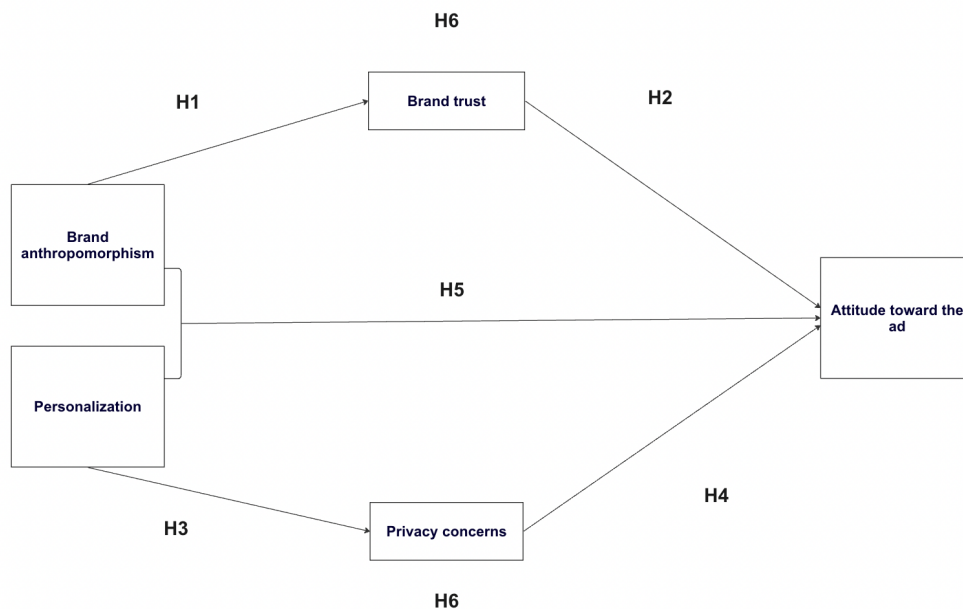 H6
H1
Brand trust
H2
Brand
anthropomorphism
H5
Attitude toward the
ad
Personalization
H3
Privacy concerns
H4
H6